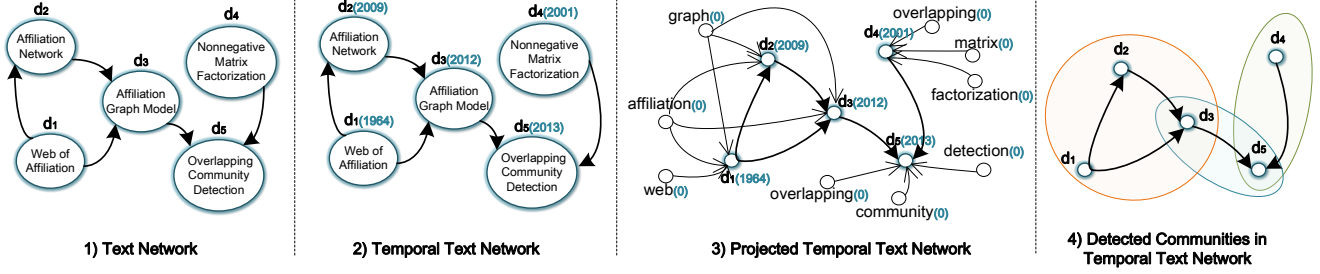 d2
Affiliation
Network
d4
Nonnegative
Matrix
Factorization
d3
Affiliation
Graph Model
d1
Web of
Affiliation
d5
Overlapping
Community
Detection
1) Text Network
d2(2009)
Affiliation
Network
d4(2001)
Nonnegative
Matrix
Factorization
d3(2012)
Affiliation
Graph Model
d1(1964)
Web of
Affiliation
d5(2013)
Overlapping
Community
Detection
2) Temporal Text Network
graph(0)
overlapping(0)
d2(2009)
d4(2001)
matrix(0)
factorization(0)
affiliation(0)
d3(2012)
d5(2013)
detection(0)
d1(1964)
web(0)
overlapping(0)
community(0)
3) Projected Temporal Text Network
d2
d4
d3
d1
d5
4) Detected Communities in
Temporal Text Network